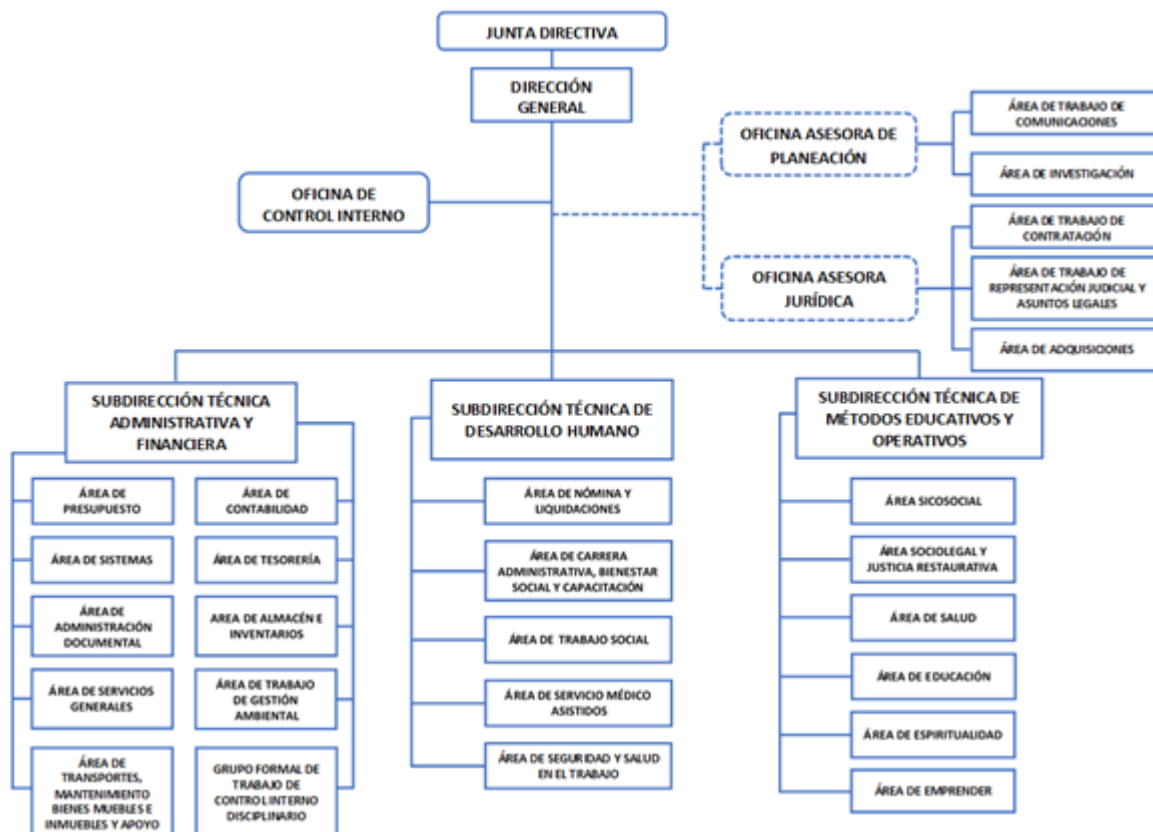 JUNTA DIRECTIVA
DIRECCIÓN
GENERAL
OFICINA DE
CONTROL INTERNO
OFICINA ASESORA DE
PLANEACIÓN
ÁREA DE TRABAJO DE
COMUNICACIONES
ÁREA DE INVESTIGACIÓN
OFICINA ASESORA
JURÍDICA
ÁREA DE TRABAJO DE
CONTRATACIÓN
ÁREA DE TRABAJO DE
REPRESENTACIÓN JUDICIAL Y
ASUNTOS LEGALES
ÁREA DE ADQUISICIONES
SUBDIRECCIÓN TÉCNICA
ADMINISTRATIVA Y
FINANCIERA
ÁREA DE
PRESUPUESTO
ÁREA DE SISTEMAS
ÁREA DE
ADMINISTRACIÓN
DOCUMENTAL
ÁREA DE SERVICIOS
GENERALES
ÁREA DE
TRANSPORTES,
MANTENIMIENTO
BIENES MUEBLES E
INMUEBLES Y APOYO
ÁREA DE
CONTABILIDAD
ÁREA DE TESORERÍA
AREA DE ALMACÉN E
INVENTARIOS
ÁREA DE TRABAJO
DE GESTIÓN
AMBIENTAL
GRUPO FORMAL DE
TRABAJO DE
CONTROL INTERNO
DISCIPLINARIO
SUBDIRECCIÓN TÉCNICA DE
DESARROLLO HUMANO
ÁREA DE NÓMINA Y
LIQUIDACIONES
ÁREA DE CARRERA
ADMINISTRATIVA, BIENESTAR
SOCIAL Y CAPACITACIÓN
ÁREA DE TRABAJO SOCIAL
ÁREA DE SERVICIO MÉDICO
ASISTIDOS
ÁREA DE SEGURIDAD Y SALUD
EN EL TRABAJO
SUBDIRECCIÓN TÉCNICA DE
MÉTODOS EDUCATIVOS Y
OPERATIVOS
ÁREA SICOSOCIAL
ÁREA SOCIOLEGAL Y
JUSTICIA RESTAURATIVA
ÁREA DE SALUD
ÁREA DE EDUCACIÓN
ÁREA DE ESPIRITUALIDAD
ÁREA DE EMPRENDER